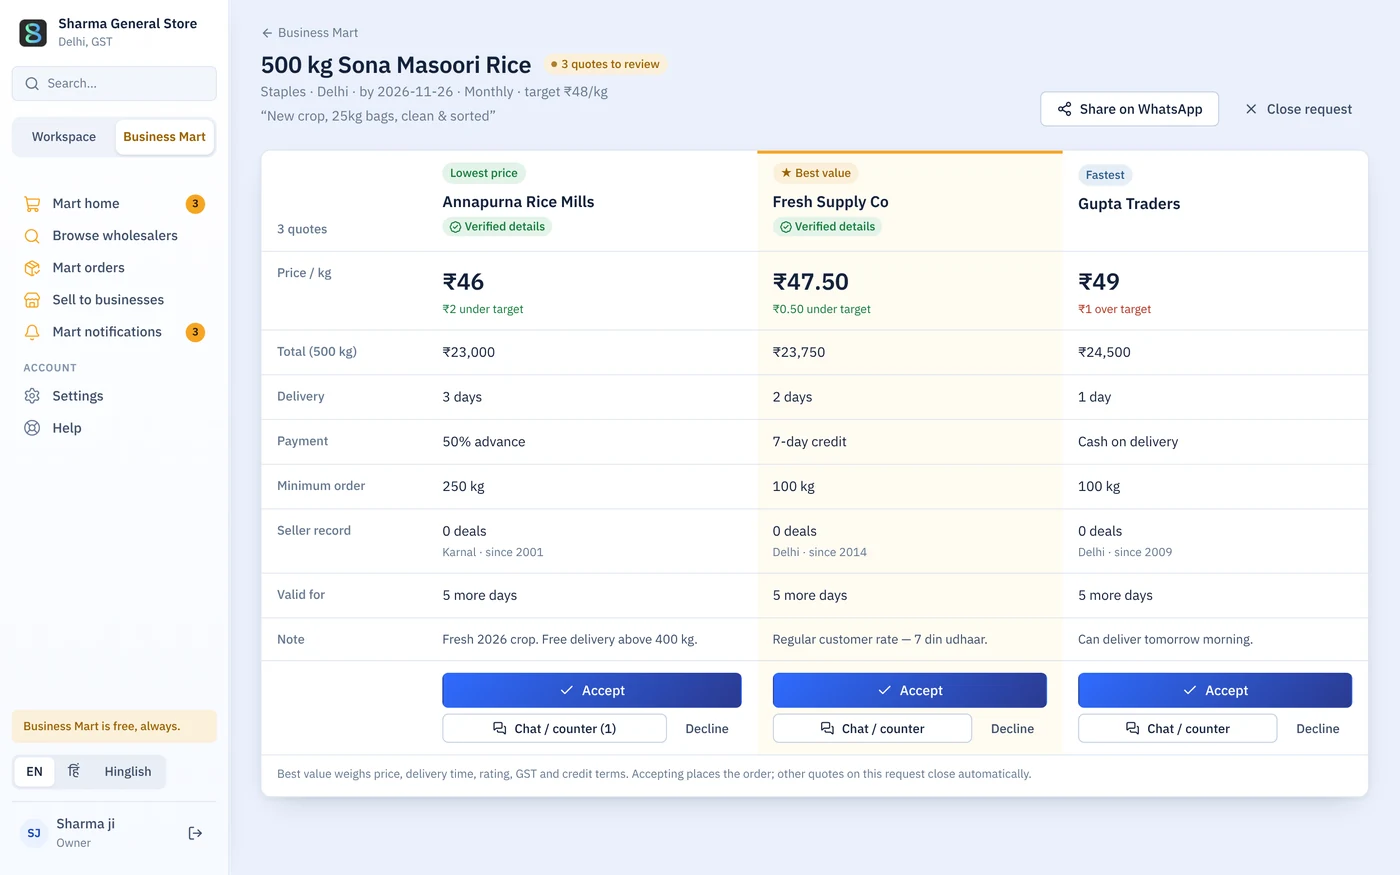 Sharma General Store
Delhi, GST
Search...
Workspace
Business Mart
Mart home 3
Browse wholesalers
Mart orders
Sell to businesses
Mart notifications 3
ACCOUNT
Settings
Help
Business Mart is free, always.
EN हिं Hinglish
SJ
Sharma ji
Owner
← Business Mart
500 kg Sona Masoori Rice
3 quotes to review
Staples · Delhi · by 2026-11-26 · Monthly · target ₹48/kg
“New crop, 25kg bags, clean & sorted”
Share on WhatsApp
Close request
3 quotes
Lowest price
Annapurna Rice Mills
Verified details
★ Best value
Fresh Supply Co
Verified details
Fastest
Gupta Traders
Price / kg
₹46
₹2 under target
₹47.50
₹0.50 under target
₹49
₹1 over target
Total (500 kg) ₹23,000 ₹23,750 ₹24,500
Delivery 3 days 2 days 1 day
Payment 50% advance 7-day credit Cash on delivery
Minimum order 250 kg 100 kg 100 kg
Seller record 0 deals 0 deals 0 deals
Karnal · since 2001 Delhi · since 2014 Delhi · since 2009
Valid for 5 more days 5 more days 5 more days
Note Fresh 2026 crop. Free delivery above 400 kg. Regular customer rate — 7 din udhaar. Can deliver tomorrow morning.
Accept Accept Accept
Chat / counter (1) Decline Chat / counter Decline Chat / counter Decline
Best value weighs price, delivery time, rating, GST and credit terms. Accepting places the order; other quotes on this request close automatically.